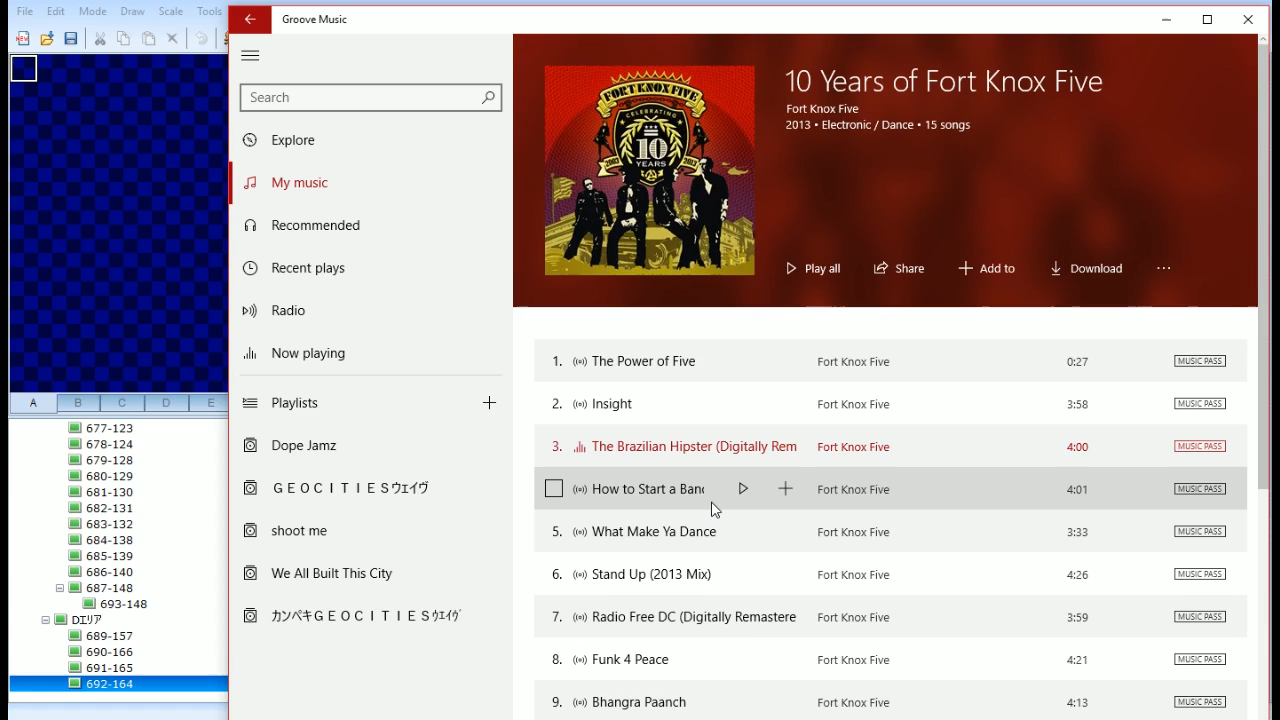 File Edit Mode Draw Scale Tools
Groove Music
Search
Explore
My music
Recommended
Recent plays
Radio
Now playing
Playlists
Dope Jamz
ＧＥＯＣＩＴＩＥＳウェイヴ
shoot me
We All Built This City
カンペキＧＥＯＣＩＴＩＥＳウエイヴ
FORT KNOX FIVE
CELEBRATING
10
YEARS
10 Years of Fort Knox Five
Fort Knox Five
2013 • Electronic / Dance • 15 songs
Play all Share Add to Download
1. The Power of Five Fort Knox Five 0:27 MUSIC PASS
2. Insight Fort Knox Five 3:58 MUSIC PASS
3. The Brazilian Hipster (Digitally Rem Fort Knox Five 4:00 MUSIC PASS
How to Start a Band Fort Knox Five 4:01 MUSIC PASS
5. What Make Ya Dance Fort Knox Five 3:33 MUSIC PASS
6. Stand Up (2013 Mix) Fort Knox Five 4:26 MUSIC PASS
7. Radio Free DC (Digitally Remastere Fort Knox Five 3:59 MUSIC PASS
8. Funk 4 Peace Fort Knox Five 4:21 MUSIC PASS
9. Bhangra Paanch Fort Knox Five 4:13 MUSIC PASS
A B C D E
677-123
678-124
679-128
680-129
681-130
682-131
683-132
684-138
685-139
686-140
687-148
693-148
Dエリア
689-157
690-166
691-165
692-164